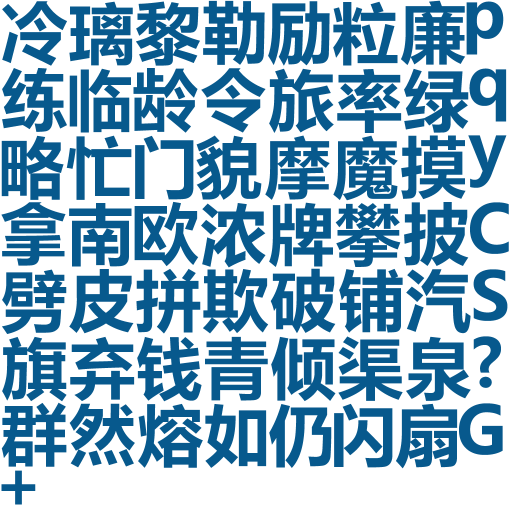 冷璃黎勒励粒廉p
练临龄令旅率绿q
略忙门貌摩魔摸y
拿南欧浓牌攀披C
劈皮拼欺破铺汽S
旗弃钱青倾渠泉?
群然熔如仍闪扇G
+